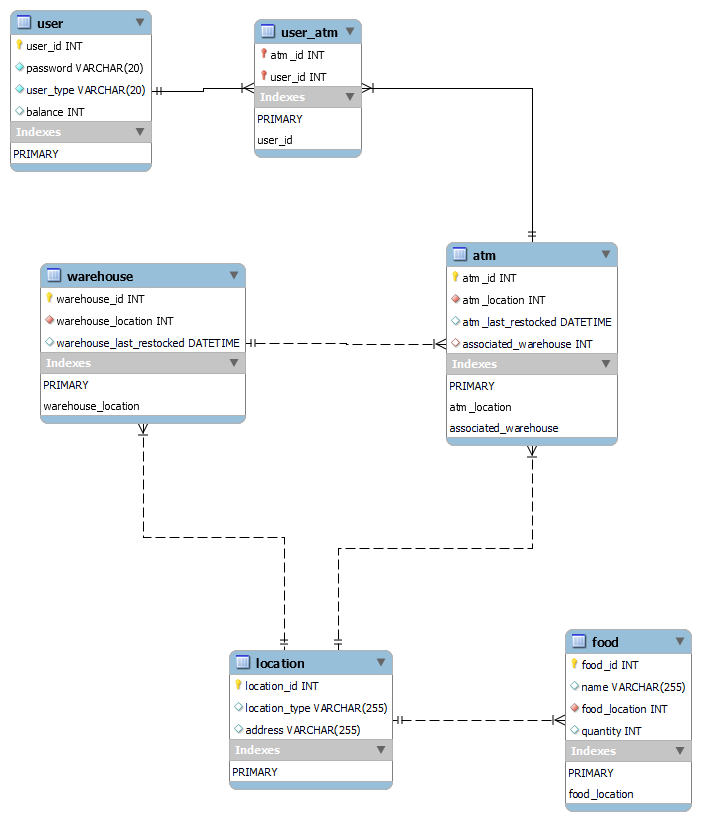 user
user_id INT
password VARCHAR(20)
user_type VARCHAR(20)
balance INT
Indexes
PRIMARY
user_atm
atm_id INT
user_id INT
Indexes
PRIMARY
user_id
warehouse
warehouse_id INT
warehouse_location INT
warehouse_last_restocked DATETIME
Indexes
PRIMARY
warehouse_location
atm
atm_id INT
atm_location INT
atm_last_restocked DATETIME
associated_warehouse INT
Indexes
PRIMARY
atm_location
associated_warehouse
location
location_id INT
location_type VARCHAR(255)
address VARCHAR(255)
Indexes
PRIMARY
food
food_id INT
name VARCHAR(255)
food_location INT
quantity INT
Indexes
PRIMARY
food_location